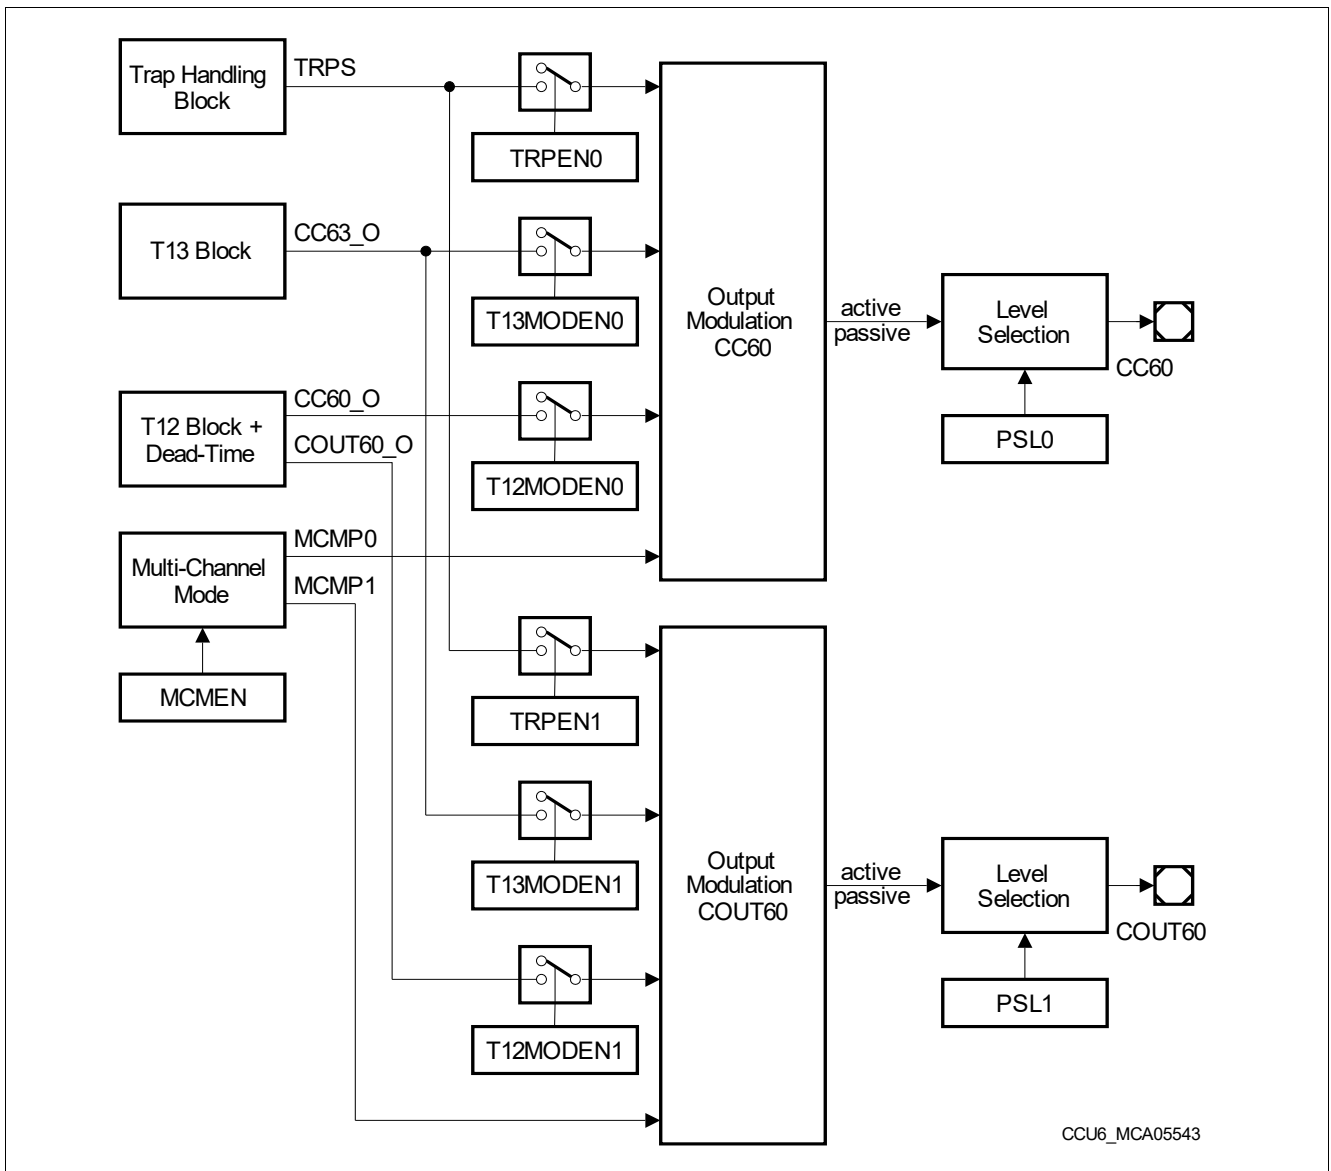 Trap Handling
Block
TRPS
TRPEN0
T13 Block
CC63_O
T13MODEN0
T12 Block +
Dead-Time
CC60_O
COUT60_O
T12MODEN0
Multi-Channel
Mode
MCMP0
MCMP1
MCMEN
Output
Modulation
CC60
active
passive
Level
Selection
CC60
PSL0
TRPEN1
T13MODEN1
T12MODEN1
Output
Modulation
COUT60
active
passive
Level
Selection
COUT60
PSL1
CCU6_MCA05543